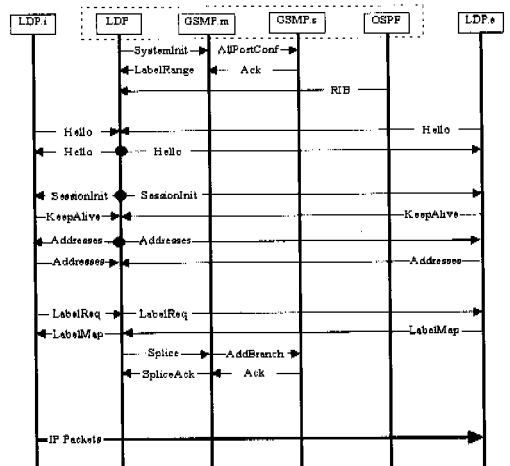 LDP.i LDP GSMP.m GSMP.s OSPF LDP.e
SystemInit AllPortConf
LabelRange Ack
RIB
Hello Hello
Hello Hello
SessionInit SessionInit
KeepAlive KeepAlive
Addresses Addresses
Addresses Addresses
LabelReq LabelReq
LabelMap LabelMap
Splice AddBranch
SpliceAck Ack
IP Packets